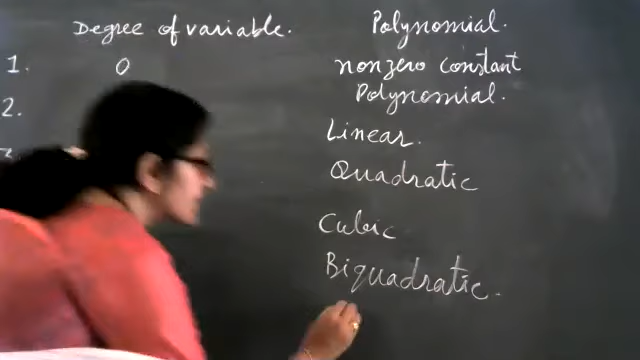 Degree of variable. Polynomial.
1. 0 nonzero constant
Polynomial.
2.
Linear.
Quadratic
Cubic
Biquadratic.